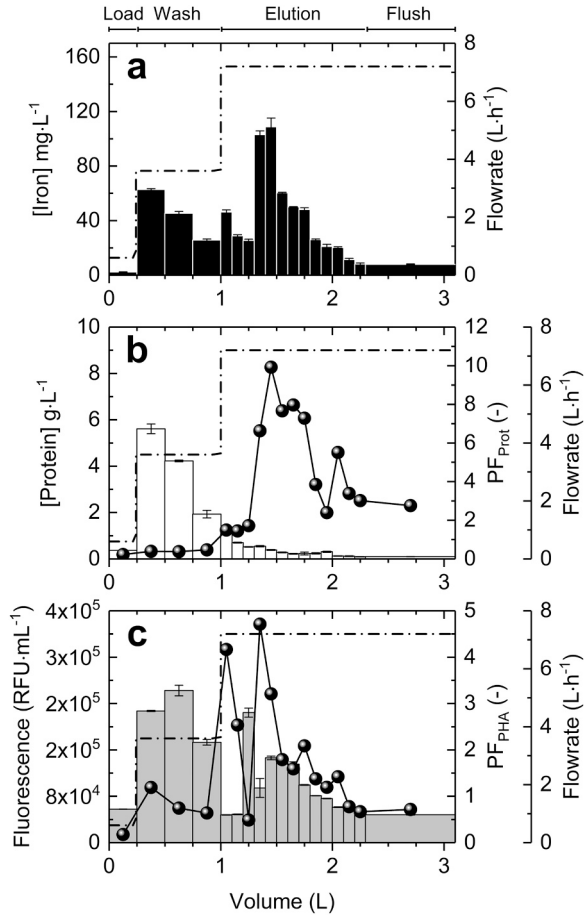 Load Wash Elution Flush
a
[Iron] mg·L⁻¹
160
120
80
40
0
8
6
4
2
0
Flowrate (L·h⁻¹)
0 1 2 3
b
[Protein] g·L⁻¹
10
8
6
4
2
0
12
10
8
6
4
2
0
PF_Prot (-)
8
6
4
2
0
Flowrate (L·h⁻¹)
0 1 2 3
c
Fluorescence (RFU·mL⁻¹)
4x10⁵
3x10⁵
2x10⁵
2x10⁵
8x10⁴
0
5
4
3
2
1
0
PF_PHA (-)
8
6
4
2
0
Flowrate (L·h⁻¹)
0 1 2 3
Volume (L)